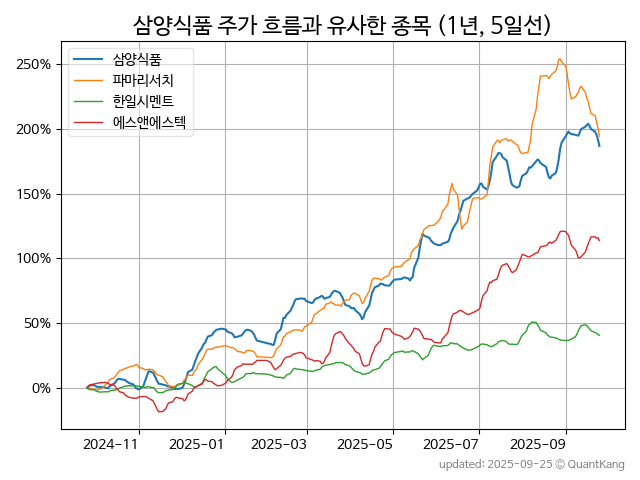 삼양식품 주가 흐름과 유사한 종목 (1년, 5일선)
삼양식품
파마리서치
한일시멘트
에스앤에스텍
250%
200%
150%
100%
50%
0%
2024-11 2025-01 2025-03 2025-05 2025-07 2025-09
updated: 2025-09-25 © QuantKang